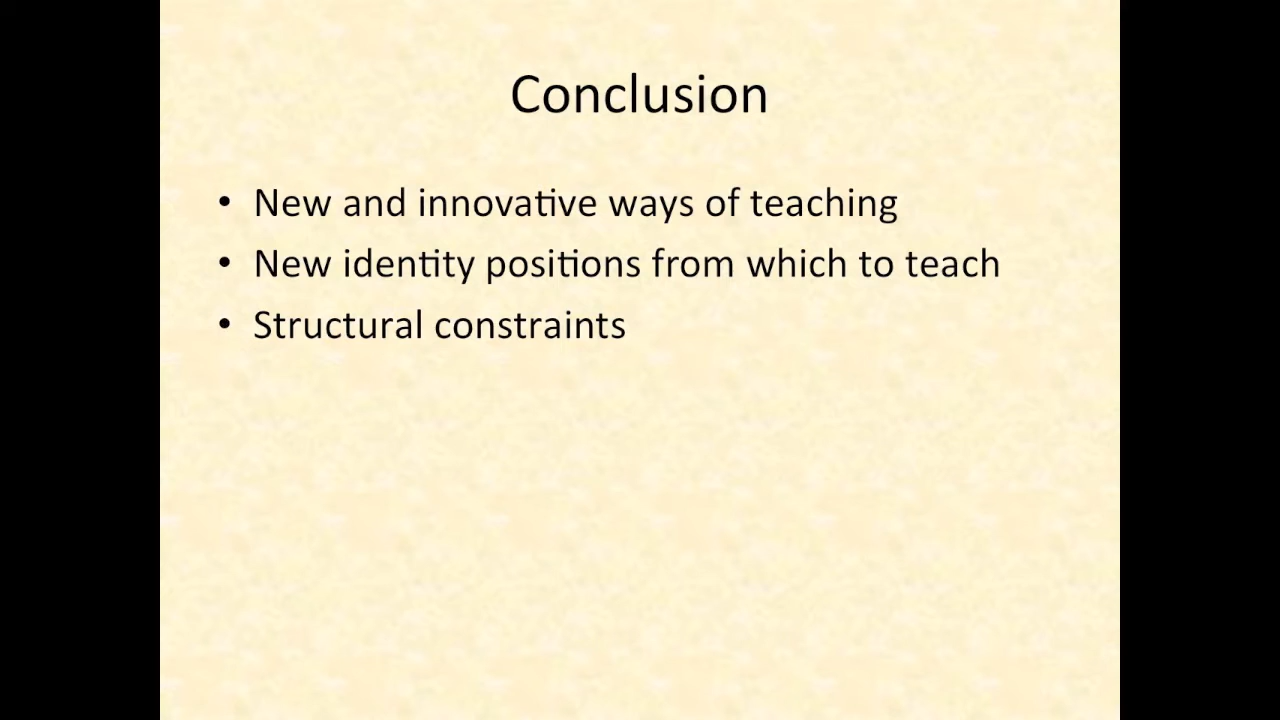 Conclusion
• New and innovative ways of teaching
• New identity positions from which to teach
• Structural constraints